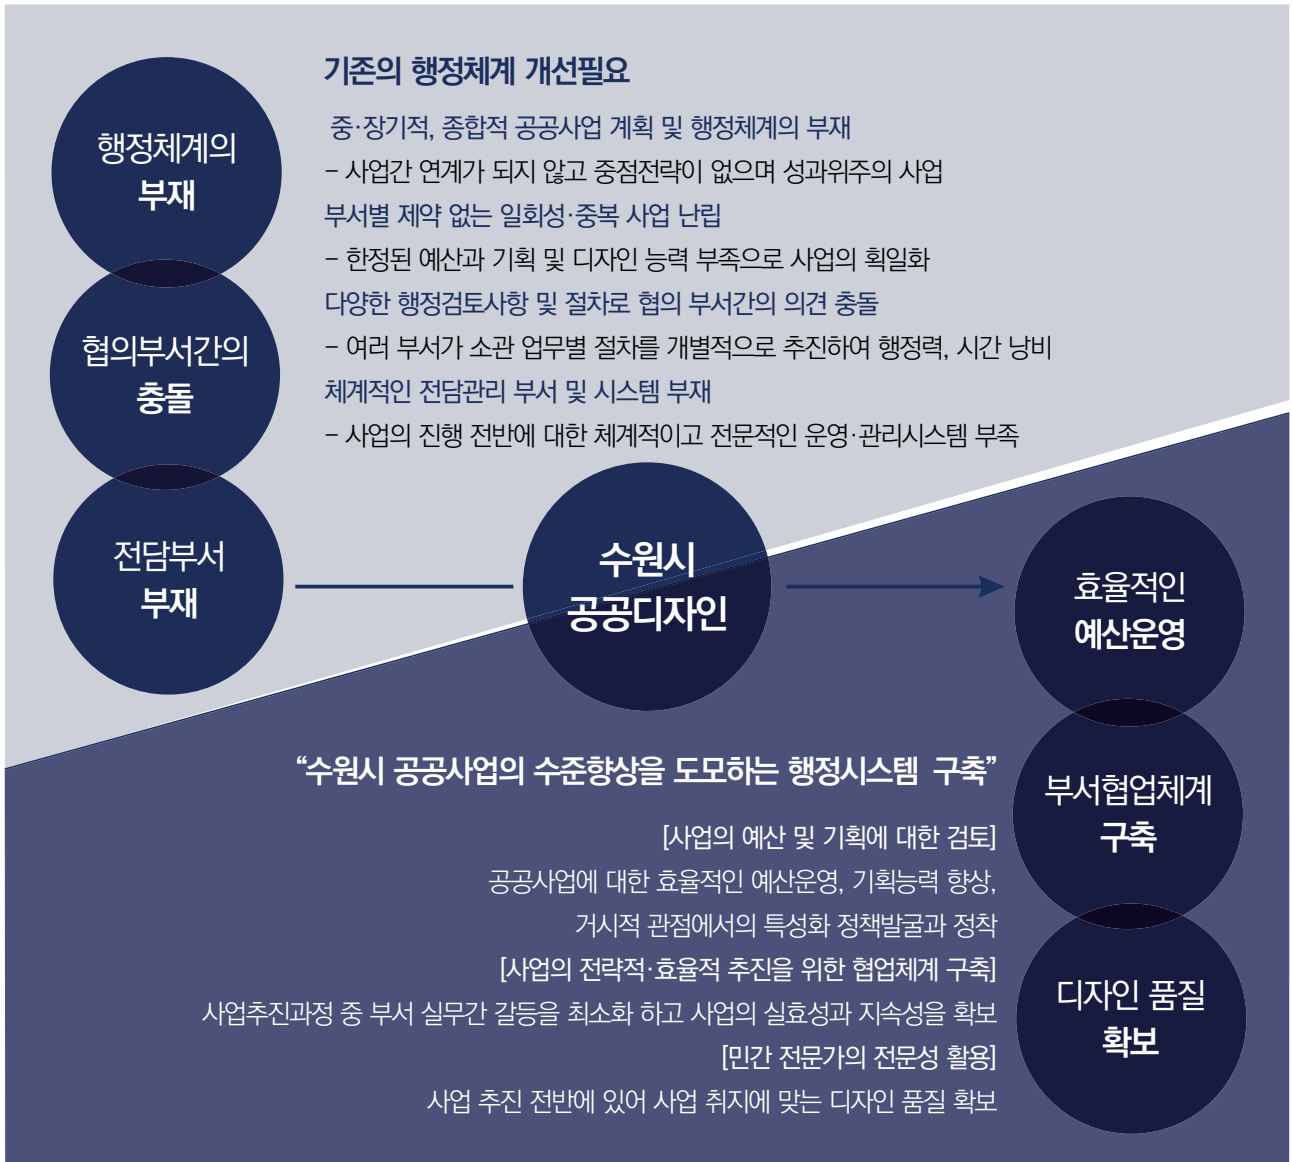 행정체계의
부재
협의부서간의
충돌
전담부서
부재
기존의 행정체계 개선필요
중·장기적, 종합적 공공사업 계획 및 행정체계의 부재
– 사업간 연계가 되지 않고 중점전략이 없으며 성과위주의 사업
부서별 제약 없는 일회성·중복 사업 난립
– 한정된 예산과 기획 및 디자인 능력 부족으로 사업의 획일화
다양한 행정검토사항 및 절차로 협의 부서간의 의견 충돌
– 여러 부서가 소관 업무별 절차를 개별적으로 추진하여 행정력, 시간 낭비
체계적인 전담관리 부서 및 시스템 부재
– 사업의 진행 전반에 대한 체계적이고 전문적인 운영·관리시스템 부족
수원시
공공디자인
효율적인
예산운영
부서협업체계
구축
디자인 품질
확보
“수원시 공공사업의 수준향상을 도모하는 행정시스템 구축”
[사업의 예산 및 기획에 대한 검토]
공공사업에 대한 효율적인 예산운영, 기획능력 향상,
거시적 관점에서의 특성화 정책발굴과 정착
[사업의 전략적·효율적 추진을 위한 협업체계 구축]
사업추진과정 중 부서 실무간 갈등을 최소화 하고 사업의 실효성과 지속성을 확보
[민간 전문가의 전문성 활용]
사업 추진 전반에 있어 사업 취지에 맞는 디자인 품질 확보